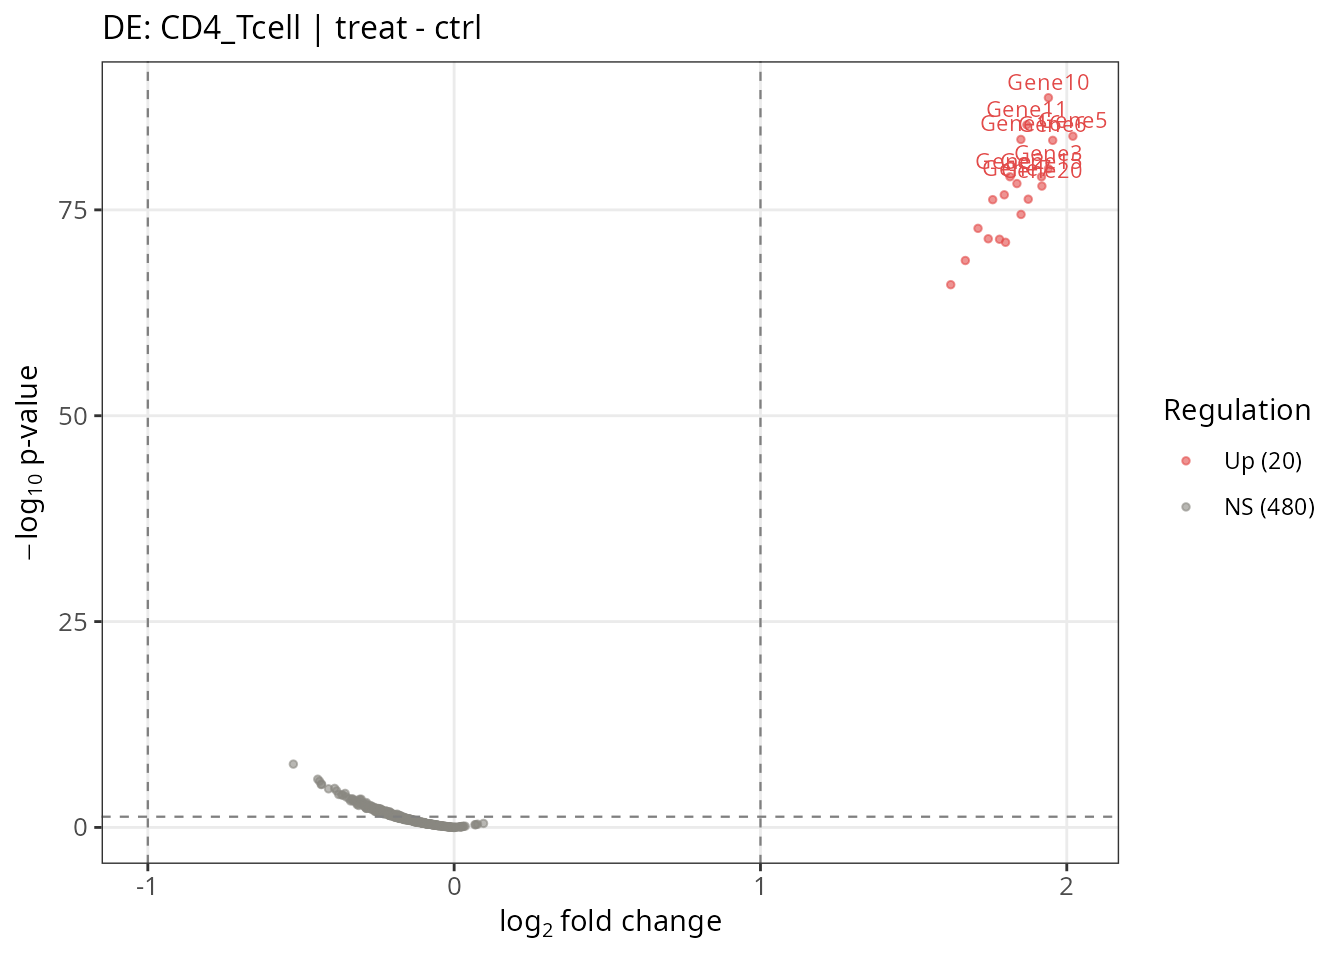 DE: CD4_Tcell | treat - ctrl
Gene10
Gene11
Gene5
Gene3
Gene20
75
50
25
0
-1
0
1
2
log2 fold change
−log10 p-value
Regulation
Up (20)
NS (480)